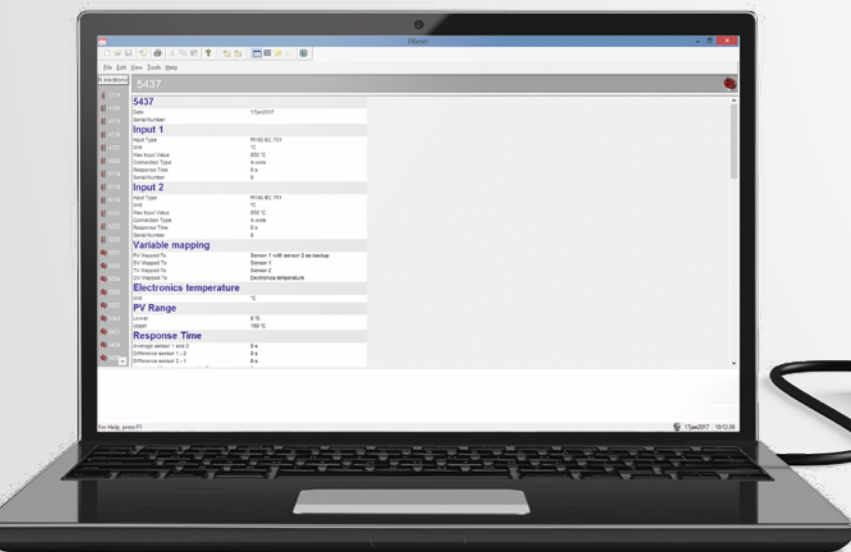 PReset
File Edit View Tools Help
R electronic
5437
5437
Date 17jan2017
Serial Number
Input 1
Input Type Pt100 IEC 751
Unit °C
Max Input Value 850 °C
Connection Type 4-wire
Response Time 0 s
Serial Number 0
Input 2
Input Type Pt100 IEC 751
Unit °C
Max Input Value 850 °C
Connection Type 4-wire
Response Time 0 s
Serial Number 0
Variable mapping
PV Mapped To Sensor 1 with sensor 2 as backup
SV Mapped To Sensor 1
TV Mapped To Sensor 2
QV Mapped To Electronics temperature
Electronics temperature
Unit °C
PV Range
Lower 0 °C
Upper 150 °C
Response Time
Average sensor 1 and 2 0 s
Difference sensor 1 - 2 0 s
Difference sensor 2 - 1 0 s
For Help, press F1
17jan2017